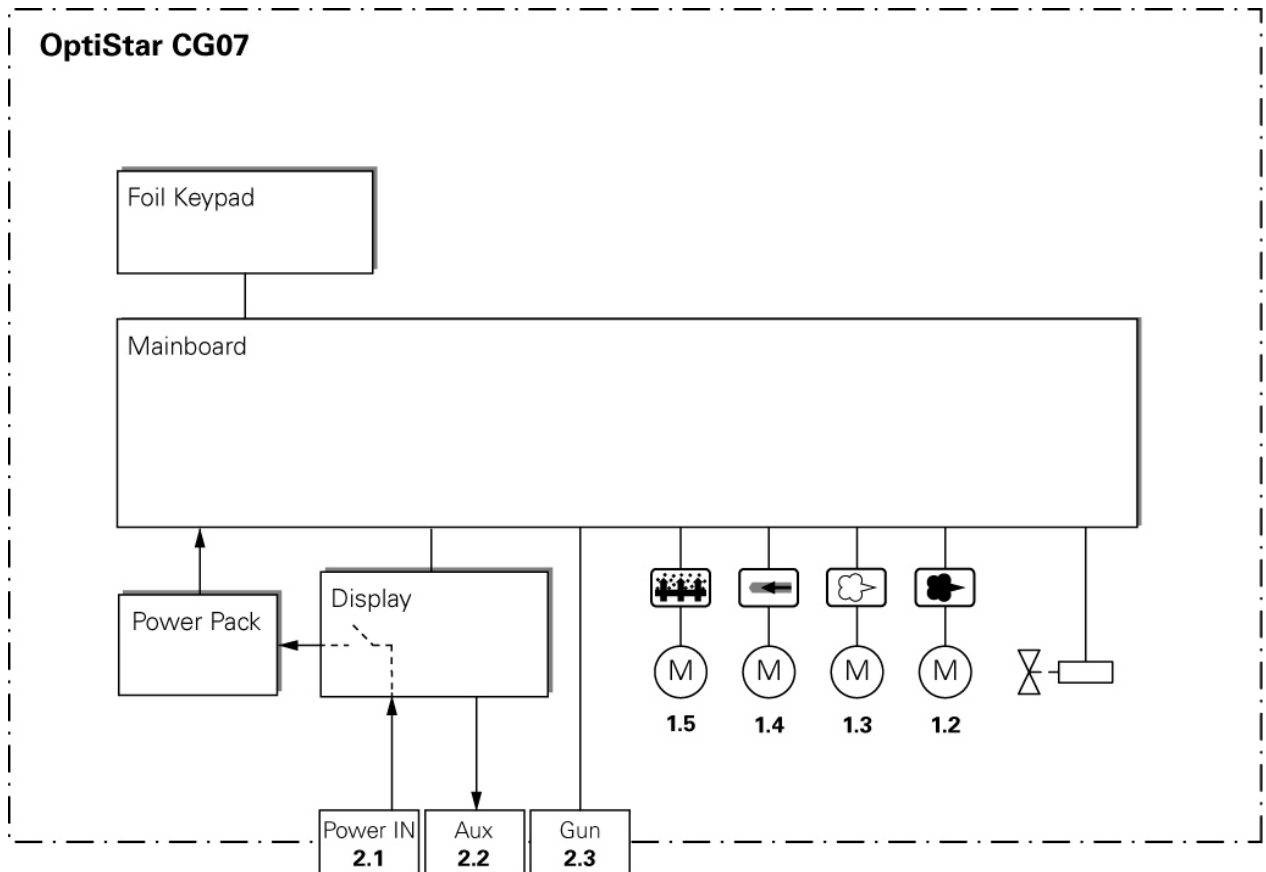 OptiStar CG07
Foil Keypad
Mainboard
Power Pack
Display
M
M
M
M
1.5
1.4
1.3
1.2
Power IN
2.1
Aux
2.2
Gun
2.3